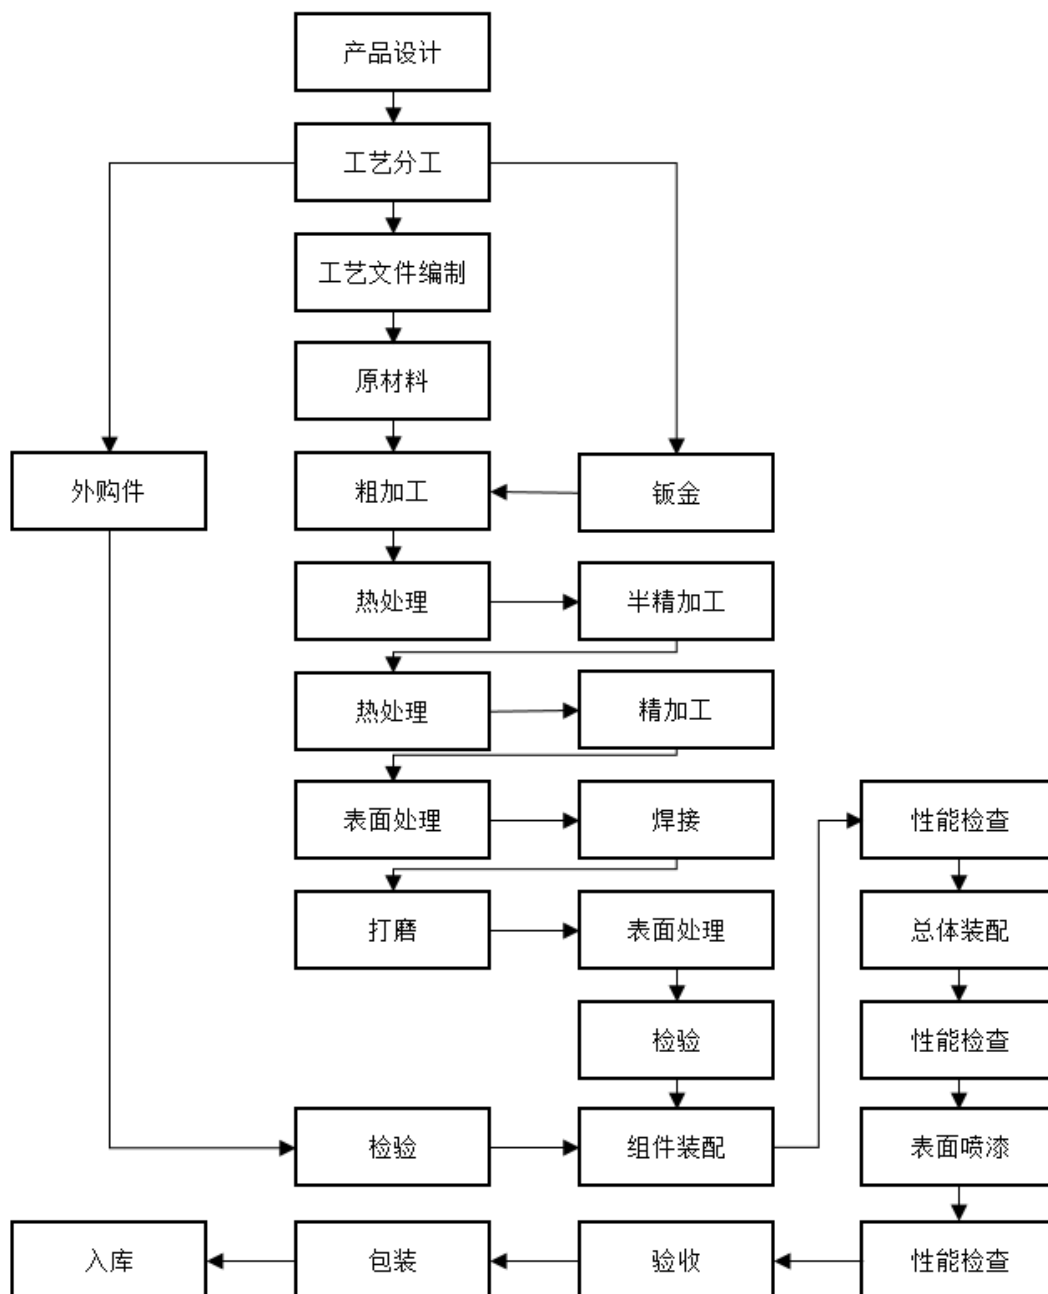 产品设计
工艺分工
工艺文件编制
原材料
外购件
粗加工
钣金
热处理
半精加工
热处理
精加工
表面处理
焊接
性能检查
打磨
表面处理
总体装配
检验
性能检查
检验
组件装配
表面喷漆
入库
包装
验收
性能检查